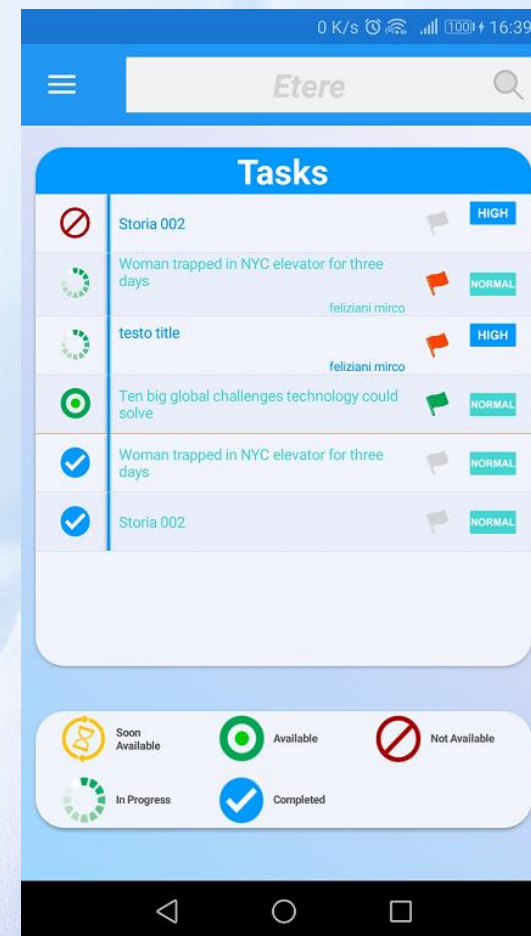 0 K/s 100 16:39
Etere
Tasks
Storia 002
HIGH
Woman trapped in NYC elevator for three
days
feliziani mirco
NORMAL
testo title
feliziani mirco
HIGH
Ten big global challenges technology could
solve
NORMAL
Woman trapped in NYC elevator for three
days
NORMAL
Storia 002
NORMAL
Soon
Available
Available
Not Available
In Progress
Completed